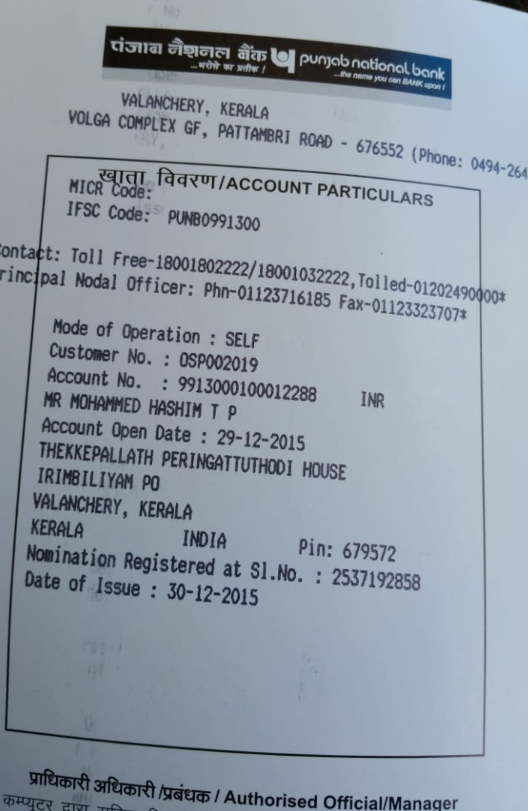 पंजाब नैशनल बैंक punjab national bank
...भरोसे का प्रतीक ! ...the name you can BANK upon !
VALANCHERY, KERALA
VOLGA COMPLEX GF, PATTAMBRI ROAD - 676552 (Phone: 0494-264
खाता विवरण/ACCOUNT PARTICULARS
MICR Code:
IFSC Code: PUNB0991300
ontact: Toll Free-18001802222/18001032222,Tolled-01202490000*
rincipal Nodal Officer: Phn-01123716185 Fax-01123323707*
Mode of Operation : SELF
Customer No. : OSP002019
Account No. : 9913000100012288 INR
MR MOHAMMED HASHIM T P
Account Open Date : 29-12-2015
THEKKEPALLATH PERINGATTUTHODI HOUSE
IRIMBILIYAM PO
VALANCHERY, KERALA
KERALA INDIA Pin: 679572
Nomination Registered at Sl.No. : 2537192858
Date of Issue : 30-12-2015
प्राधिकारी अधिकारी/प्रबंधक / Authorised Official/Manager
कम्प्यूटर द्वारा